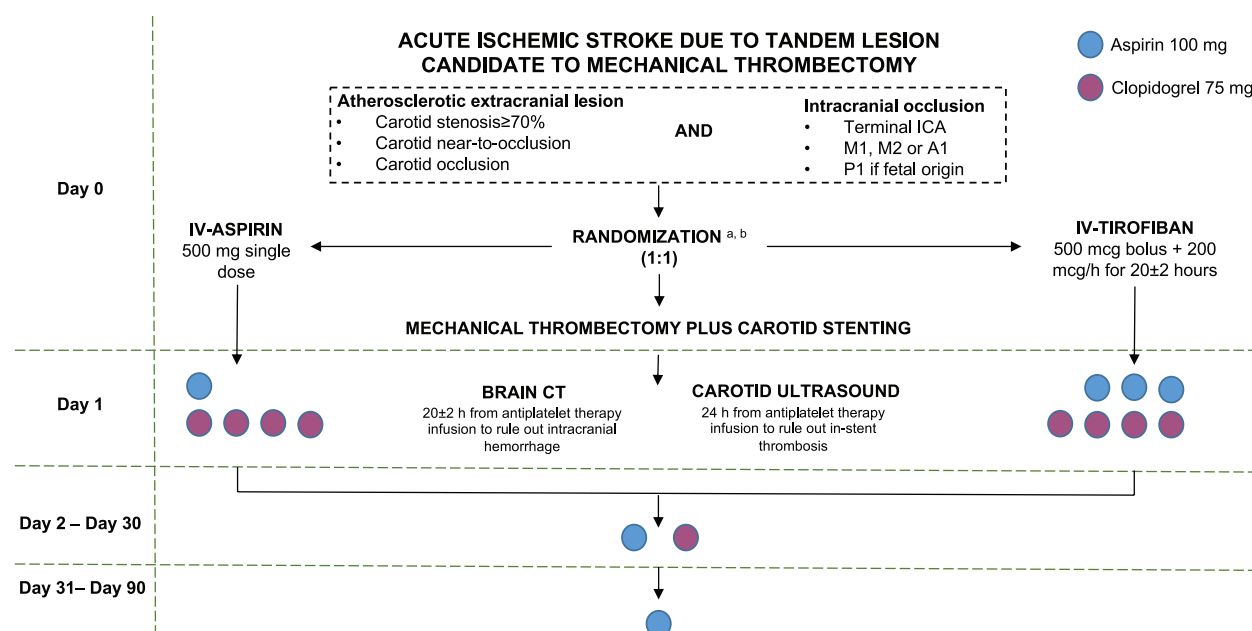 ACUTE ISCHEMIC STROKE DUE TO TANDEM LESION
CANDIDATE TO MECHANICAL THROMBECTOMY
Aspirin 100 mg
Clopidogrel 75 mg
Atherosclerotic extracranial lesion
• Carotid stenosis≥70%
• Carotid near-to-occlusion
• Carotid occlusion
AND
Intracranial occlusion
• Terminal ICA
• M1, M2 or A1
• P1 if fetal origin
Day 0
IV-ASPIRIN
500 mg single
dose
RANDOMIZATION a, b
(1:1)
IV-TIROFIBAN
500 mcg bolus + 200
mcg/h for 20±2 hours
MECHANICAL THROMBECTOMY PLUS CAROTID STENTING
Day 1
BRAIN CT
20±2 h from antiplatelet therapy
infusion to rule out intracranial
hemorrhage
CAROTID ULTRASOUND
24 h from antiplatelet therapy
infusion to rule out in-stent
thrombosis
Day 2 – Day 30
Day 31– Day 90